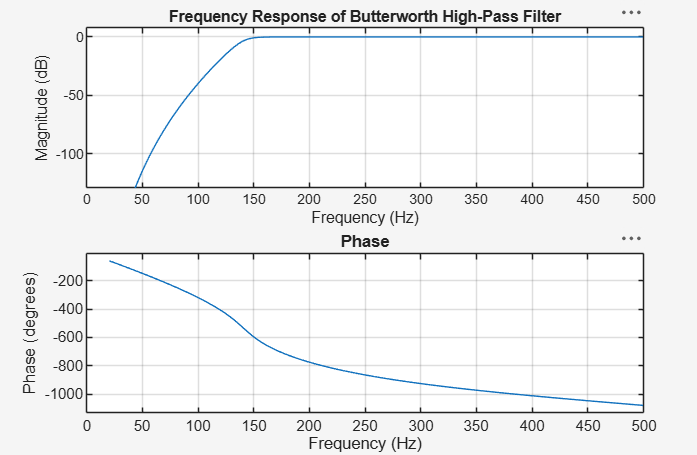 Frequency Response of Butterworth High-Pass Filter
Magnitude (dB)
0
-50
-100
0 50 100 150 200 250 300 350 400 450 500
Frequency (Hz)
Phase
Phase (degrees)
-200
-400
-600
-800
-1000
0 50 100 150 200 250 300 350 400 450 500
Frequency (Hz)